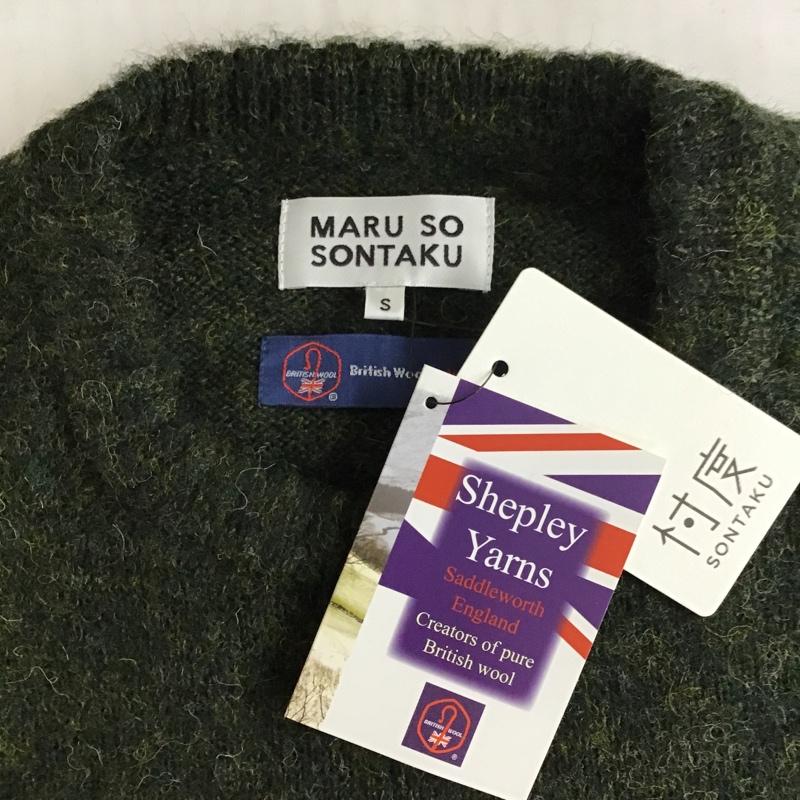 MARU SO
SONTAKU
S
BRITISH WOOL
®
British Woo
忖度
SONTAKU
Shepley
Yarns
Saddleworth
England
Creators of pure
British wool
BRITISH WOOL
®